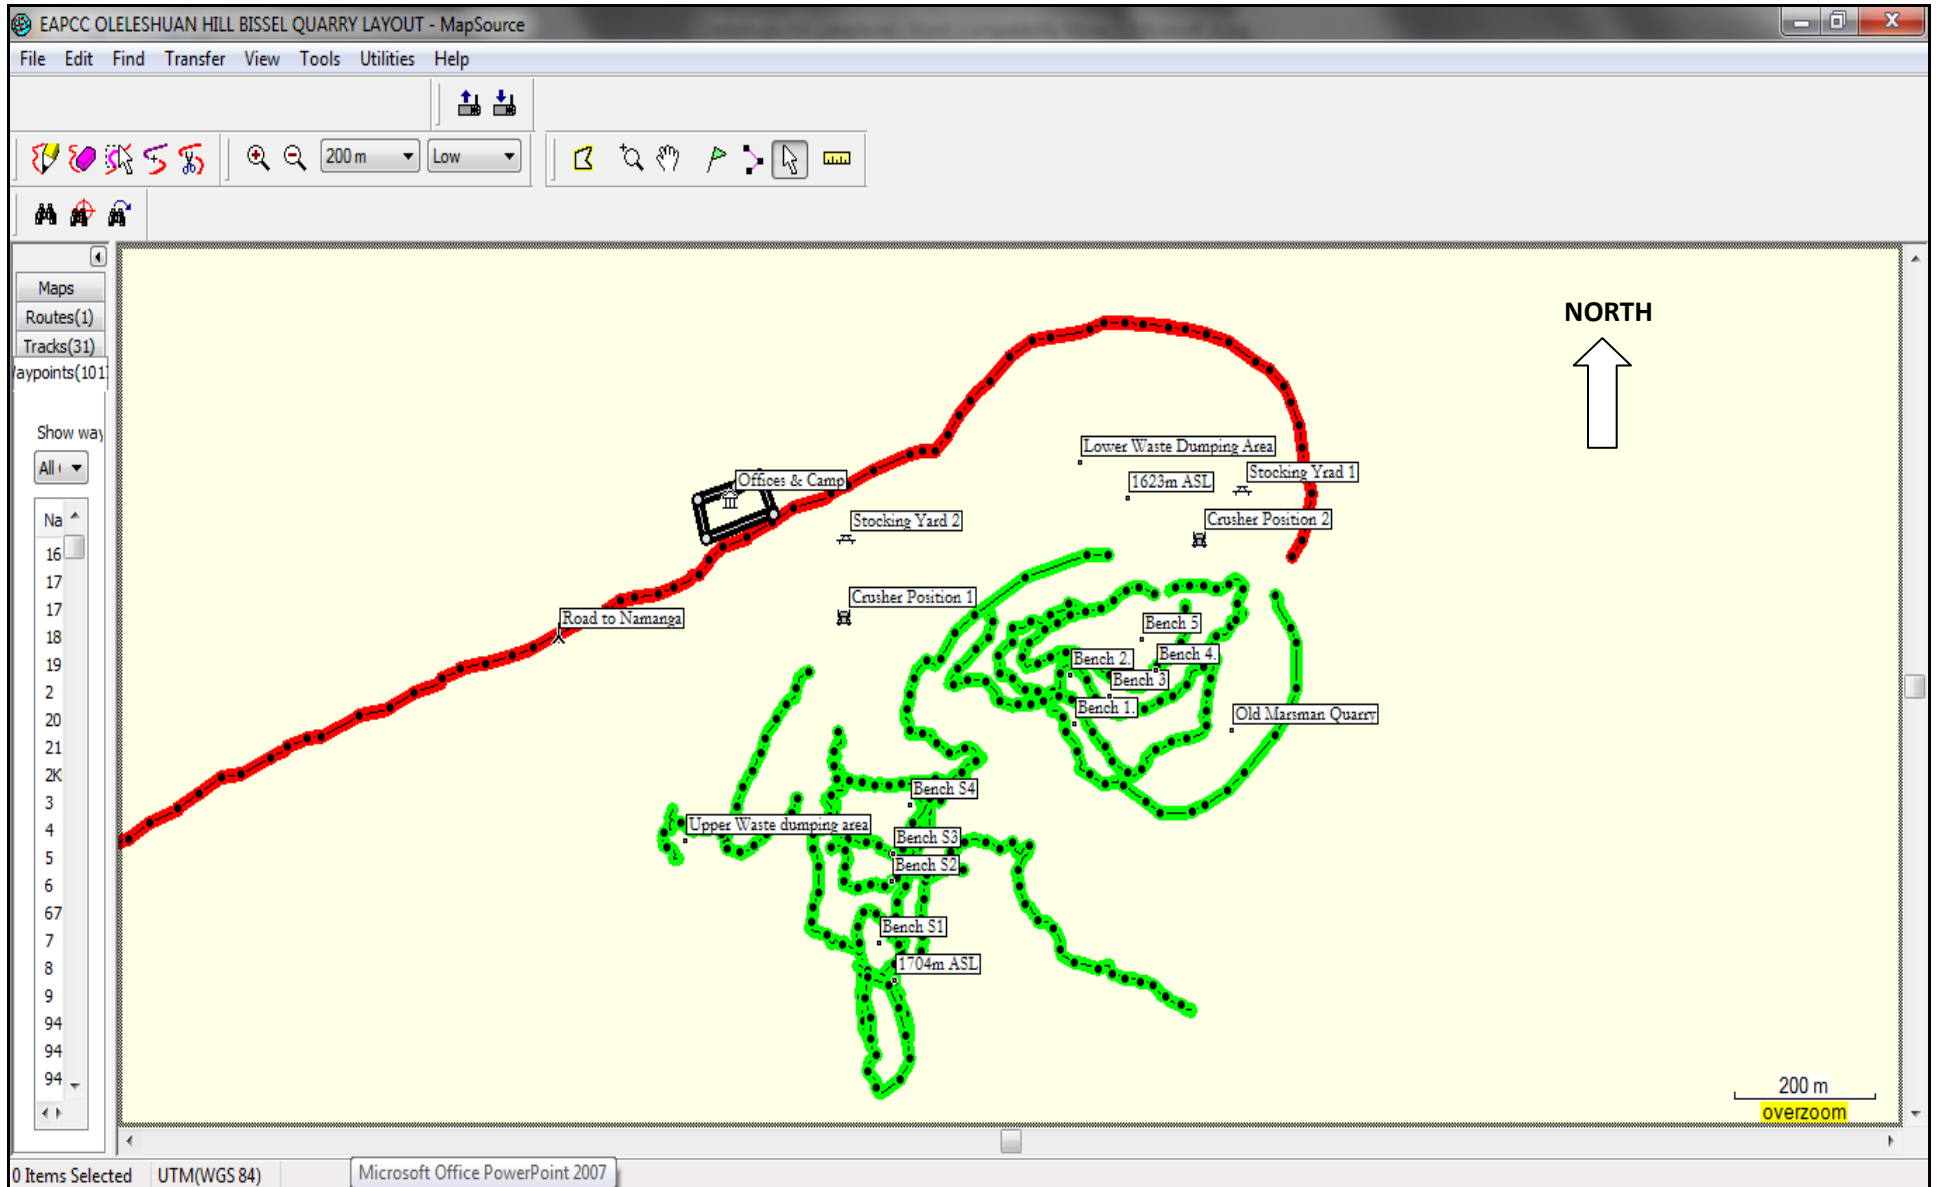 EAPCC OLELESHUAN HILL BISSEL QUARRY LAYOUT - MapSource
File Edit Find Transfer View Tools Utilities Help
200 m Low
Maps
Routes(1)
Tracks(31)
aypoints(101)
Show way
All
Na
16
17
17
18
19
2
20
21
2K
3
4
5
6
67
7
8
9
94
94
94
NORTH
Lower Waste Dumping Area
Stocking Yrad 1
1623m ASL
Offices & Camp
Stocking Yard 2
Crusher Position 2
Crusher Position 1
Road to Namanga
Bench 5
Bench 4.
Bench 2.
Bench 3
Bench 1.
Old Marsman Quarry
Bench S4
Upper Waste dumping area
Bench S3
Bench S2
Bench S1
1704m ASL
200 m
overzoom
0 Items Selected UTM(WGS 84) Microsoft Office PowerPoint 2007